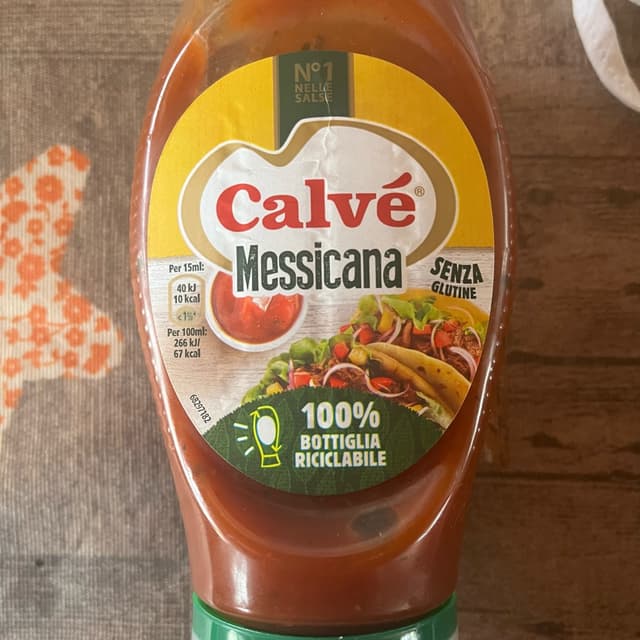 N°1
NELLE
SALSE
Calvé®
Messicana
SENZA
GLUTINE
Per 15ml:
40 kJ
10 kcal
<1%*
Per 100ml:
266 kJ/
67 kcal
68297182
100%
BOTTIGLIA
RICICLABILE